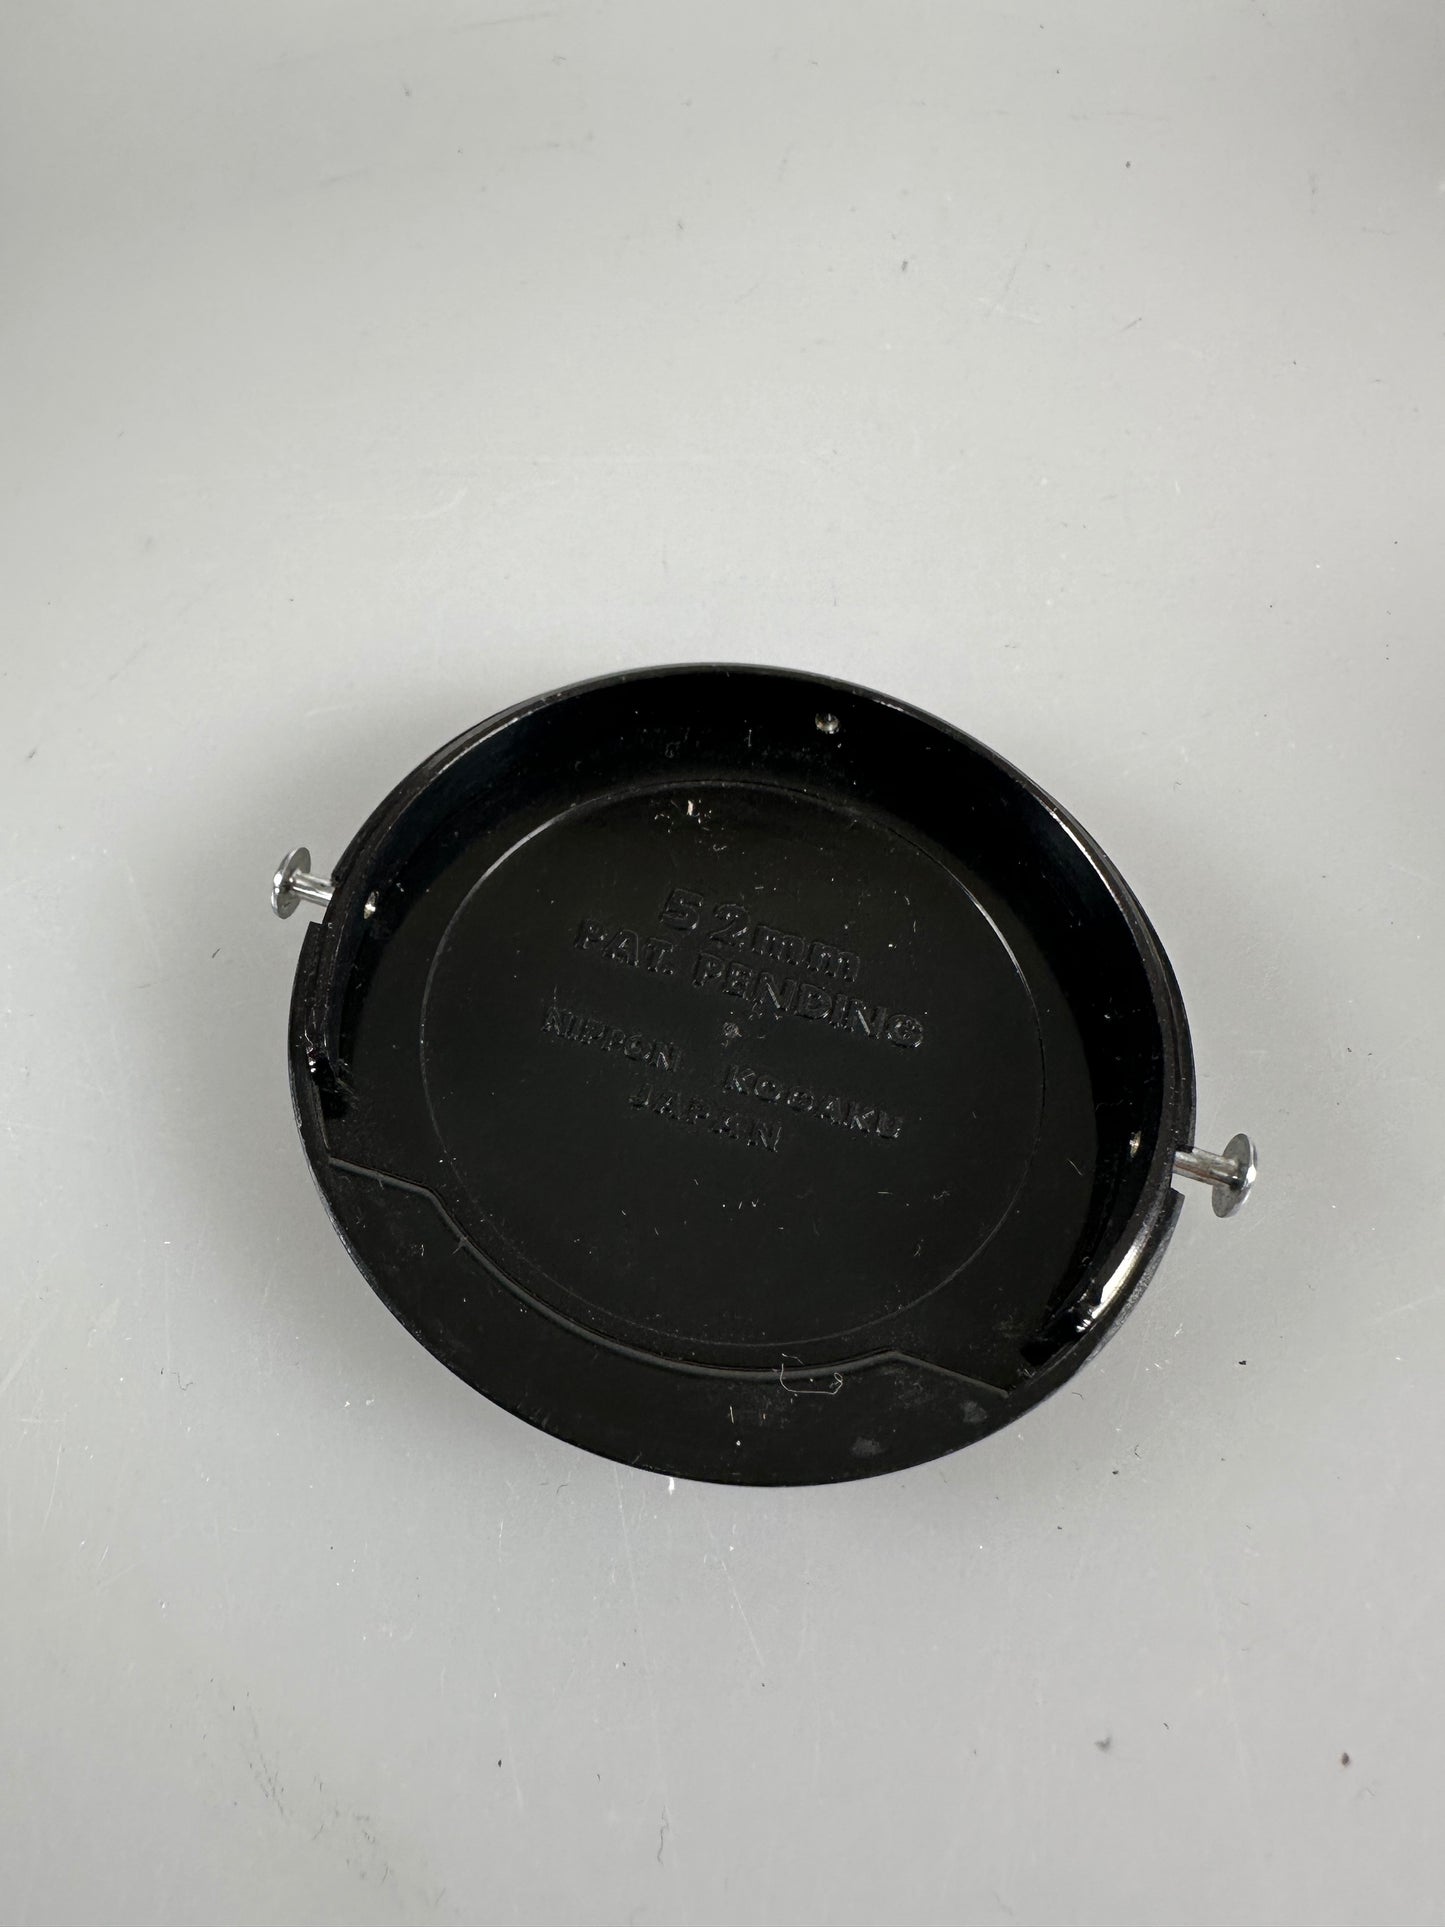 52mm
PAT. PENDING
NIPPON KOGAKU
JAPAN